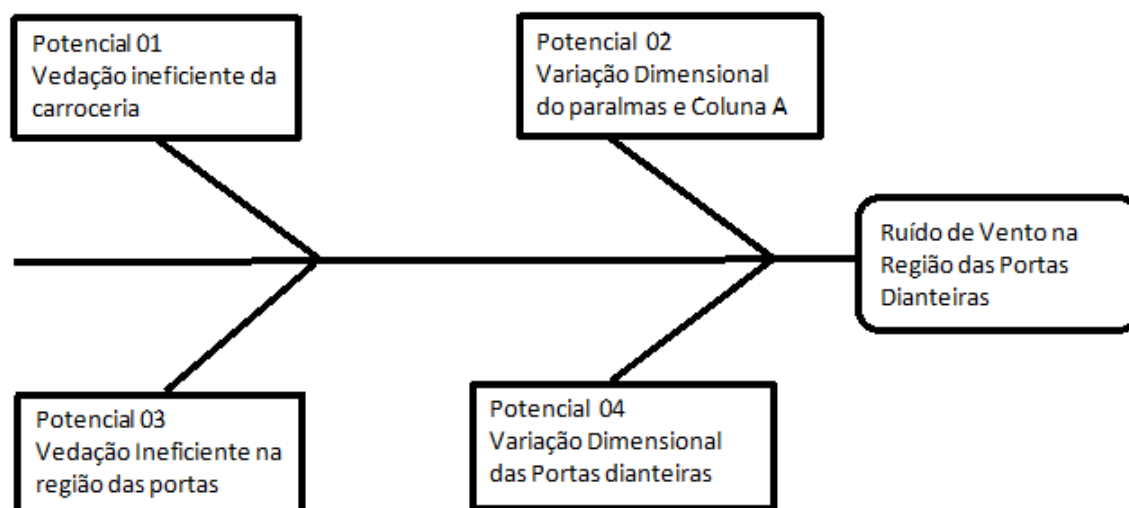 Potencial 01
Vedação ineficiente da
carroceria
Potencial 02
Variação Dimensional
do paralmas e Coluna A
Ruído de Vento na
Região das Portas
Dianteiras
Potencial 03
Vedação Ineficiente na
região das portas
Potencial 04
Variação Dimensional
das Portas dianteiras